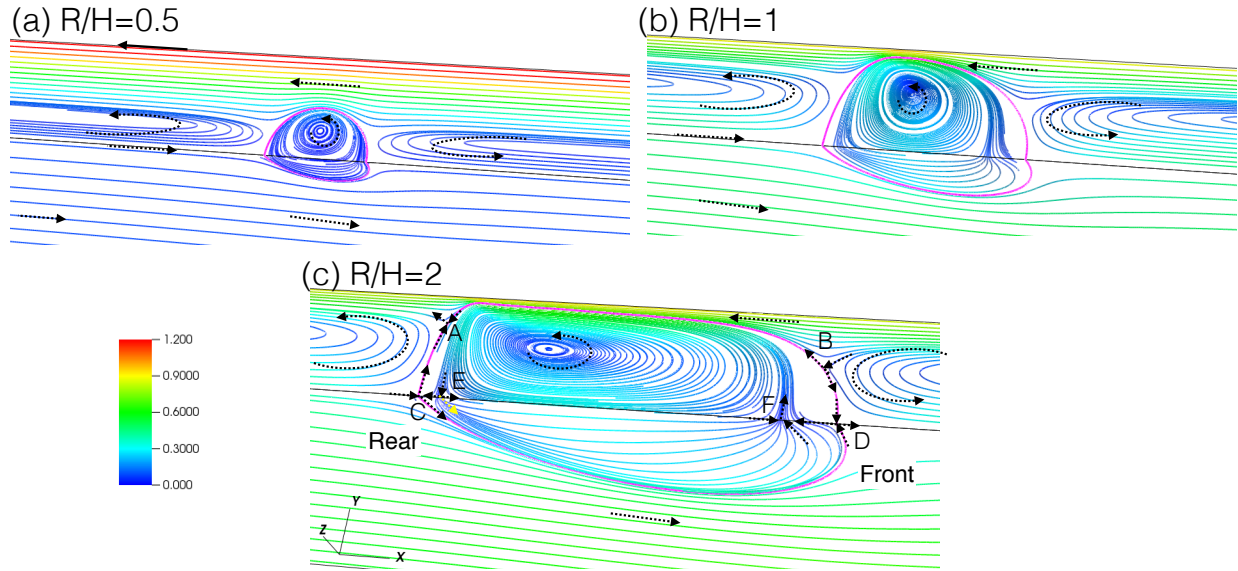 (a) R/H=0.5
(b) R/H=1
(c) R/H=2
1.200
0.9000
0.6000
0.3000
0.000
A
B
C
D
E
F
Rear
Front
Y
Z
X